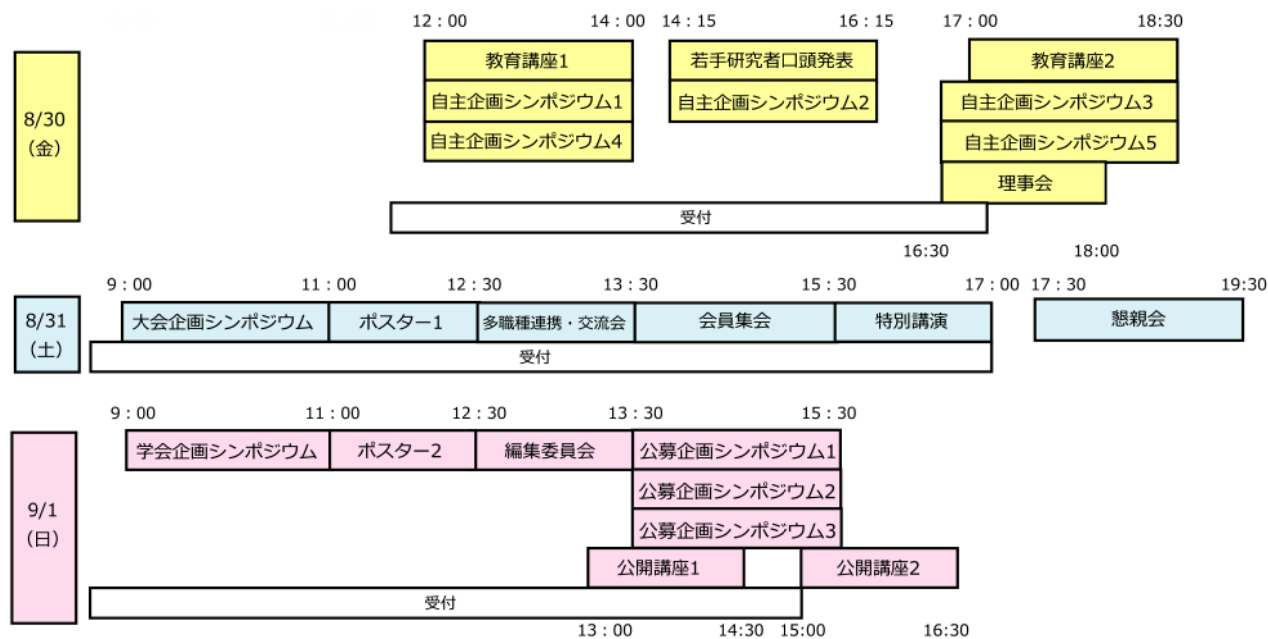 12：00 14：00 14：15 16：15 17：00 18:30
8/30
（金）
教育講座1 若手研究者口頭発表 教育講座2
自主企画シンポジウム1 自主企画シンポジウム2 自主企画シンポジウム3
自主企画シンポジウム4 自主企画シンポジウム5
理事会
受付
16:30 18:00
9：00 11：00 12：30 13：30 15：30 17：00 17：30 19:30
8/31
（土）
大会企画シンポジウム ポスター1 多職種連携・交流会 会員集会 特別講演 懇親会
受付
9：00 11：00 12：30 13：30 15：30
9/1
（日）
学会企画シンポジウム ポスター2 編集委員会 公募企画シンポジウム1
公募企画シンポジウム2
公募企画シンポジウム3
公開講座1 公開講座2
受付
13：00 14:30 15:00 16:30